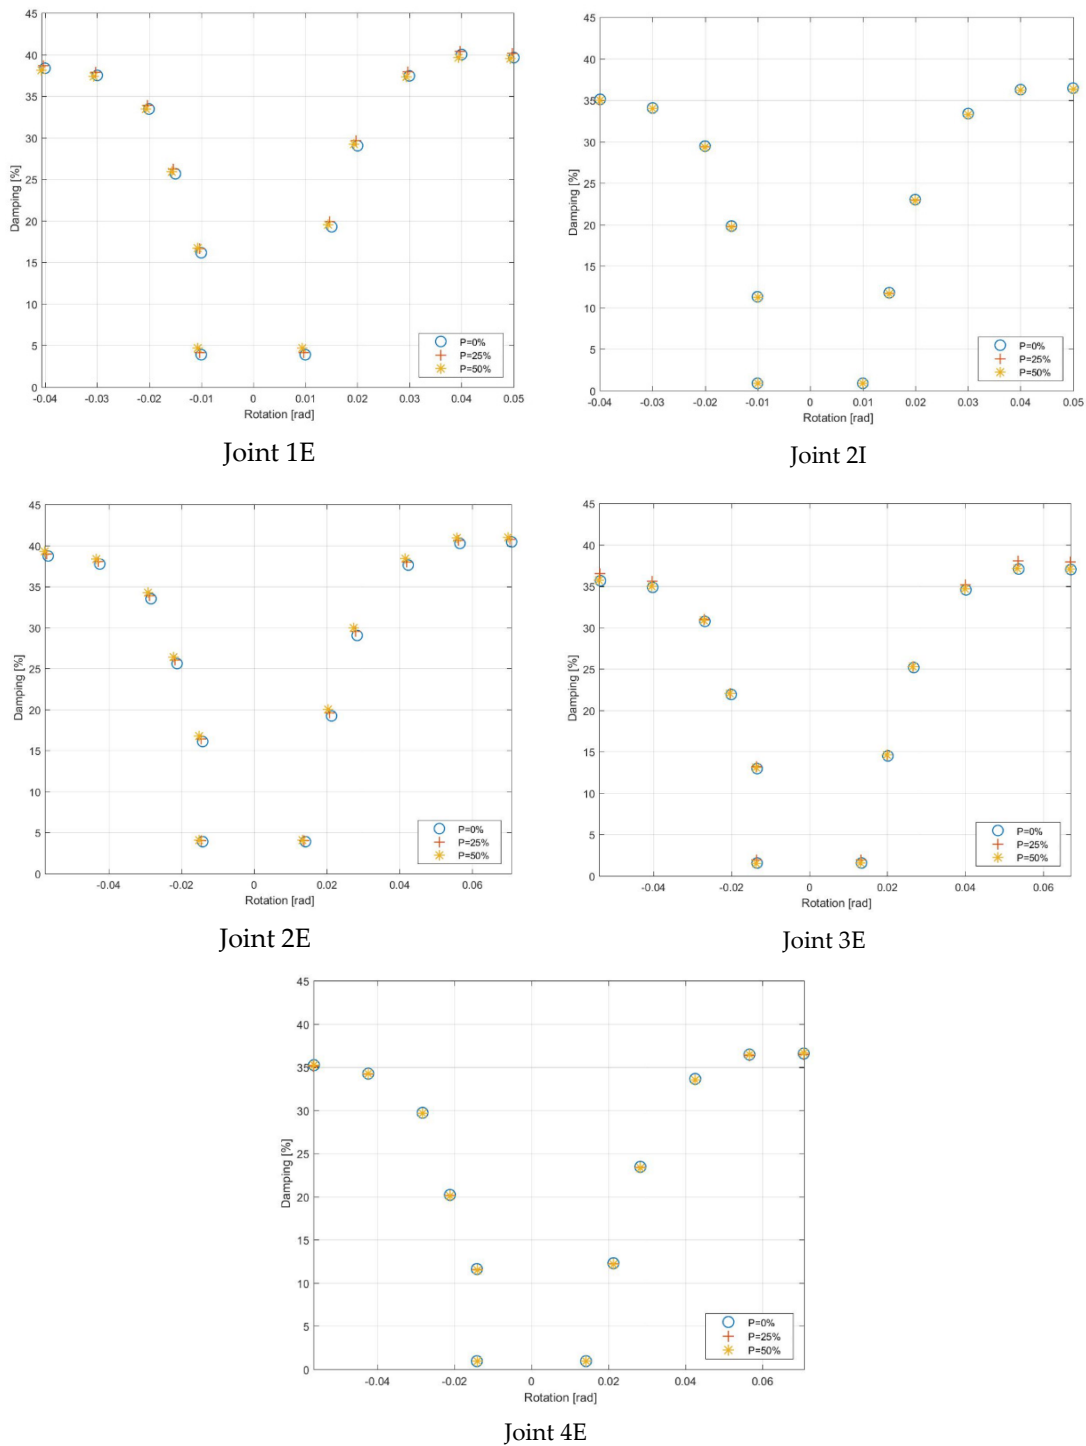 45
40
35
30
25
20
15
10
5
0
Damping [%]
-0.04 -0.03 -0.02 -0.01 0 0.01 0.02 0.03 0.04 0.05
Rotation [rad]
P=0%
P=25%
P=50%
Joint 1E
45
40
35
30
25
20
15
10
5
0
Damping [%]
-0.04 -0.03 -0.02 -0.01 0 0.01 0.02 0.03 0.04 0.05
Rotation [rad]
P=0%
P=25%
P=50%
Joint 2I
45
40
35
30
25
20
15
10
5
0
Damping [%]
-0.04 -0.02 0 0.02 0.04 0.06
Rotation [rad]
P=0%
P=25%
P=50%
Joint 2E
45
40
35
30
25
20
15
10
5
0
Damping [%]
-0.04 -0.02 0 0.02 0.04 0.06
Rotation [rad]
P=0%
P=25%
P=50%
Joint 3E
45
40
35
30
25
20
15
10
5
0
Damping [%]
-0.04 -0.02 0 0.02 0.04 0.06
Rotation [rad]
P=0%
P=25%
P=50%
Joint 4E